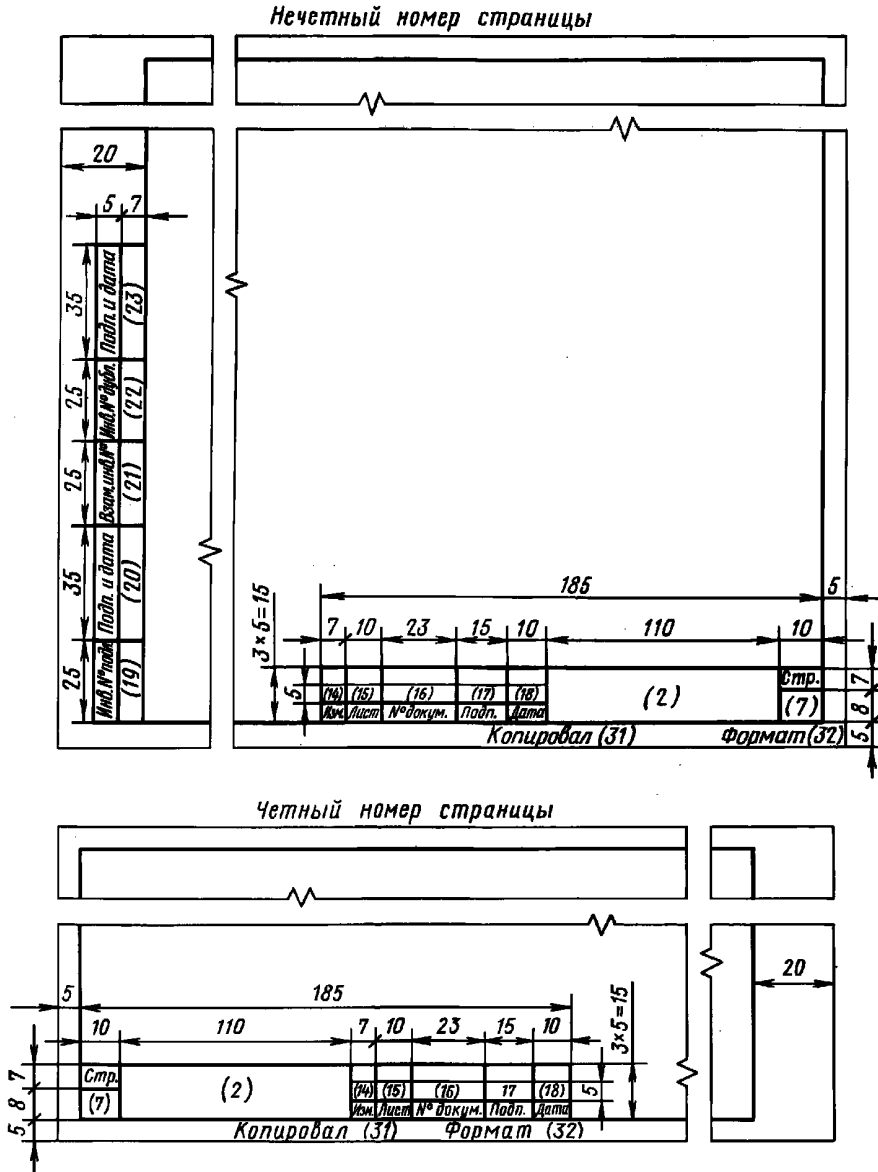 Нечетный номер страницы
20
5 7
35 Подп. и дата (23)
25 Инв.№ дубл. (22)
25 Взам.инв.№ (21)
35 Подп. и дата (20)
25 Инв.№ подл. (19)
185 5
3×5=15
7 10 23 15 10 110 10
5
Стр. 7
(14) (15) (16) (17) (18) (2)
(7) 8
Изм. Лист № докум. Подп. Дата
Копировал (31) Формат (32) 5
Четный номер страницы
20
5 185
3×5=15
10 110 7 10 23 15 10
7 Стр.
(2) (14) (15) (16) 17 (18) 5
8 (7)
Изм. Лист № докум. Подп. Дата
5 Копировал (31) Формат (32)